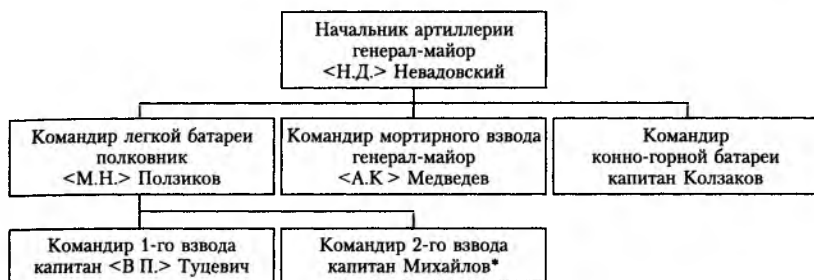 Начальник артиллерии
генерал-майор
<Н.Д.> Невадовский
Командир легкой батареи
полковник
<М.Н.> Ползиков
Командир мортирного взвода
генерал-майор
<А.К > Медведев
Командир
конно-горной батареи
капитан Колзаков
Командир 1-го взвода
капитан <В П.> Туцевич
Командир 2-го взвода
капитан Михайлов*